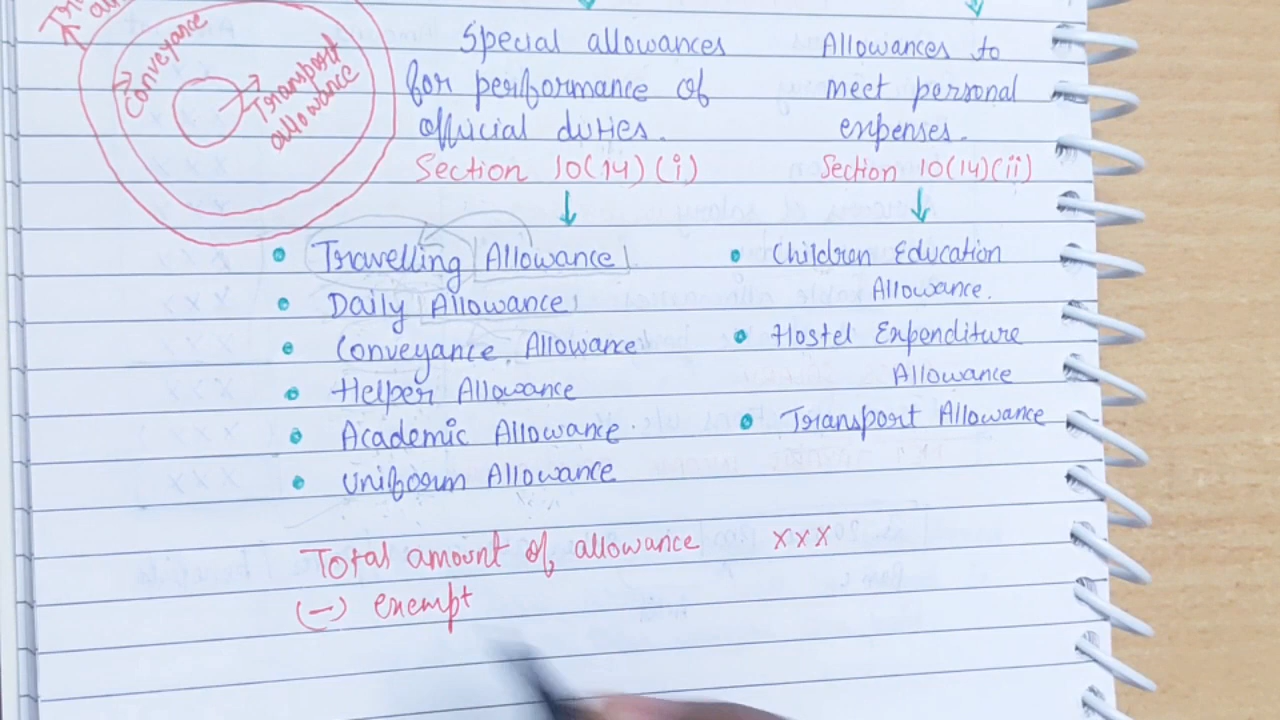 Conveyance
Transport
allowance
Special allowances
for performance of
official duties.
Section 10(14)(i)
Allowances to
meet personal
expenses.
Section 10(14)(ii)
• Travelling Allowance
• Daily Allowance
• Conveyance Allowance
• Helper Allowance
• Academic Allowance
• Uniform Allowance
• Children Education
Allowance.
• Hostel Expenditure
Allowance
• Transport Allowance
Total amount of allowance xxx
(-) exempt